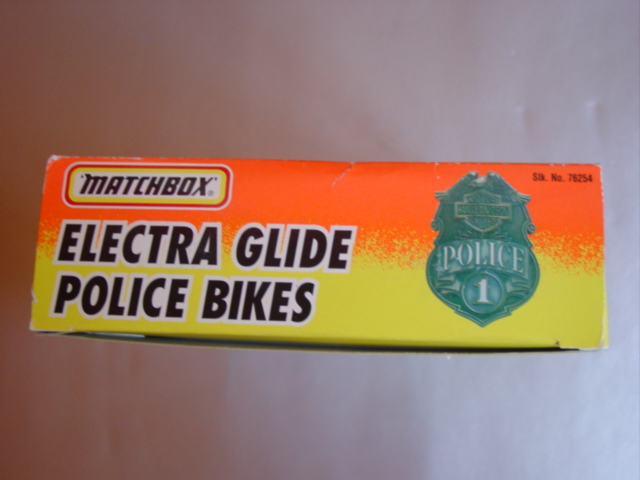 MATCHBOX
Stk. No. 76254
ELECTRA GLIDE
POLICE BIKES
POLICE
1